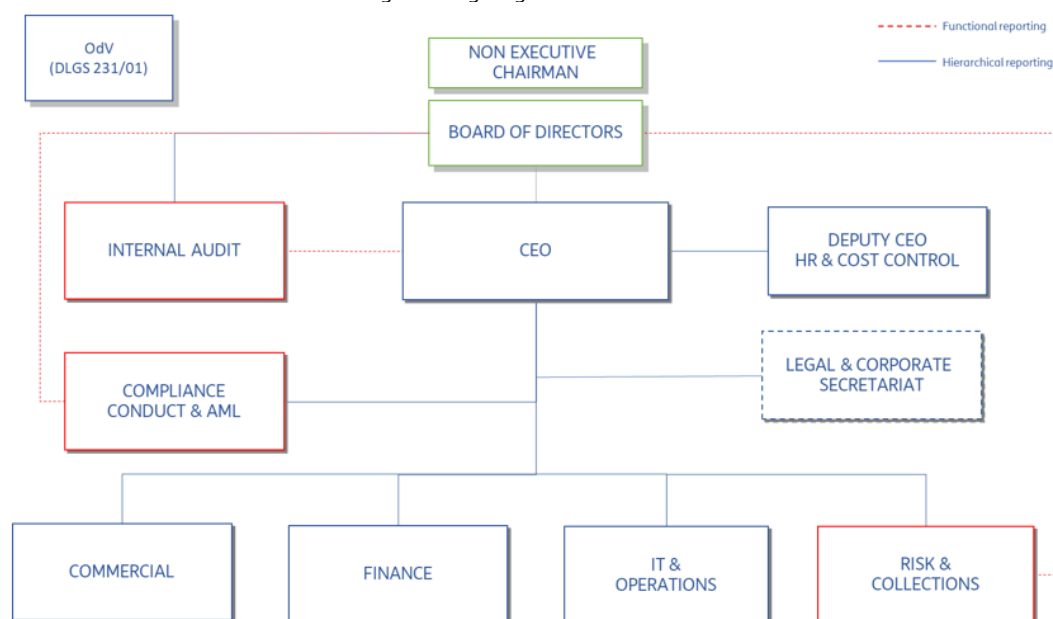 OdV
(DLGS 231/01)
Functional reporting
Hierarchical reporting
NON EXECUTIVE
CHAIRMAN
BOARD OF DIRECTORS
INTERNAL AUDIT
CEO
DEPUTY CEO
HR & COST CONTROL
COMPLIANCE
CONDUCT & AML
LEGAL & CORPORATE
SECRETARIAT
COMMERCIAL
FINANCE
IT &
OPERATIONS
RISK &
COLLECTIONS